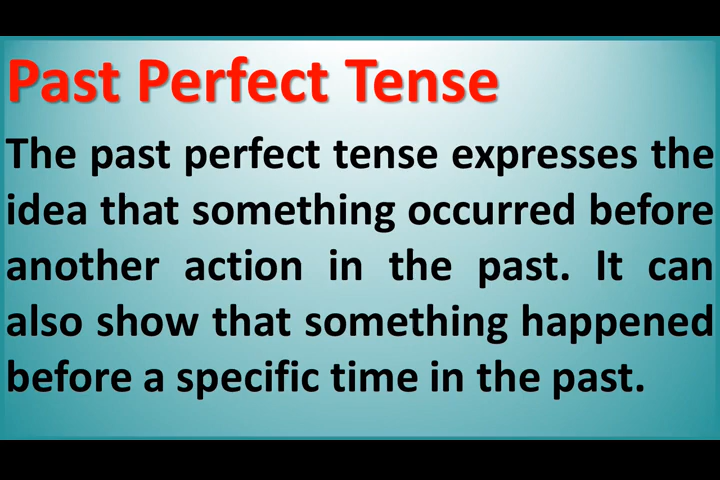 Past Perfect Tense
The past perfect tense expresses the
idea that something occurred before
another action in the past. It can
also show that something happened
before a specific time in the past.